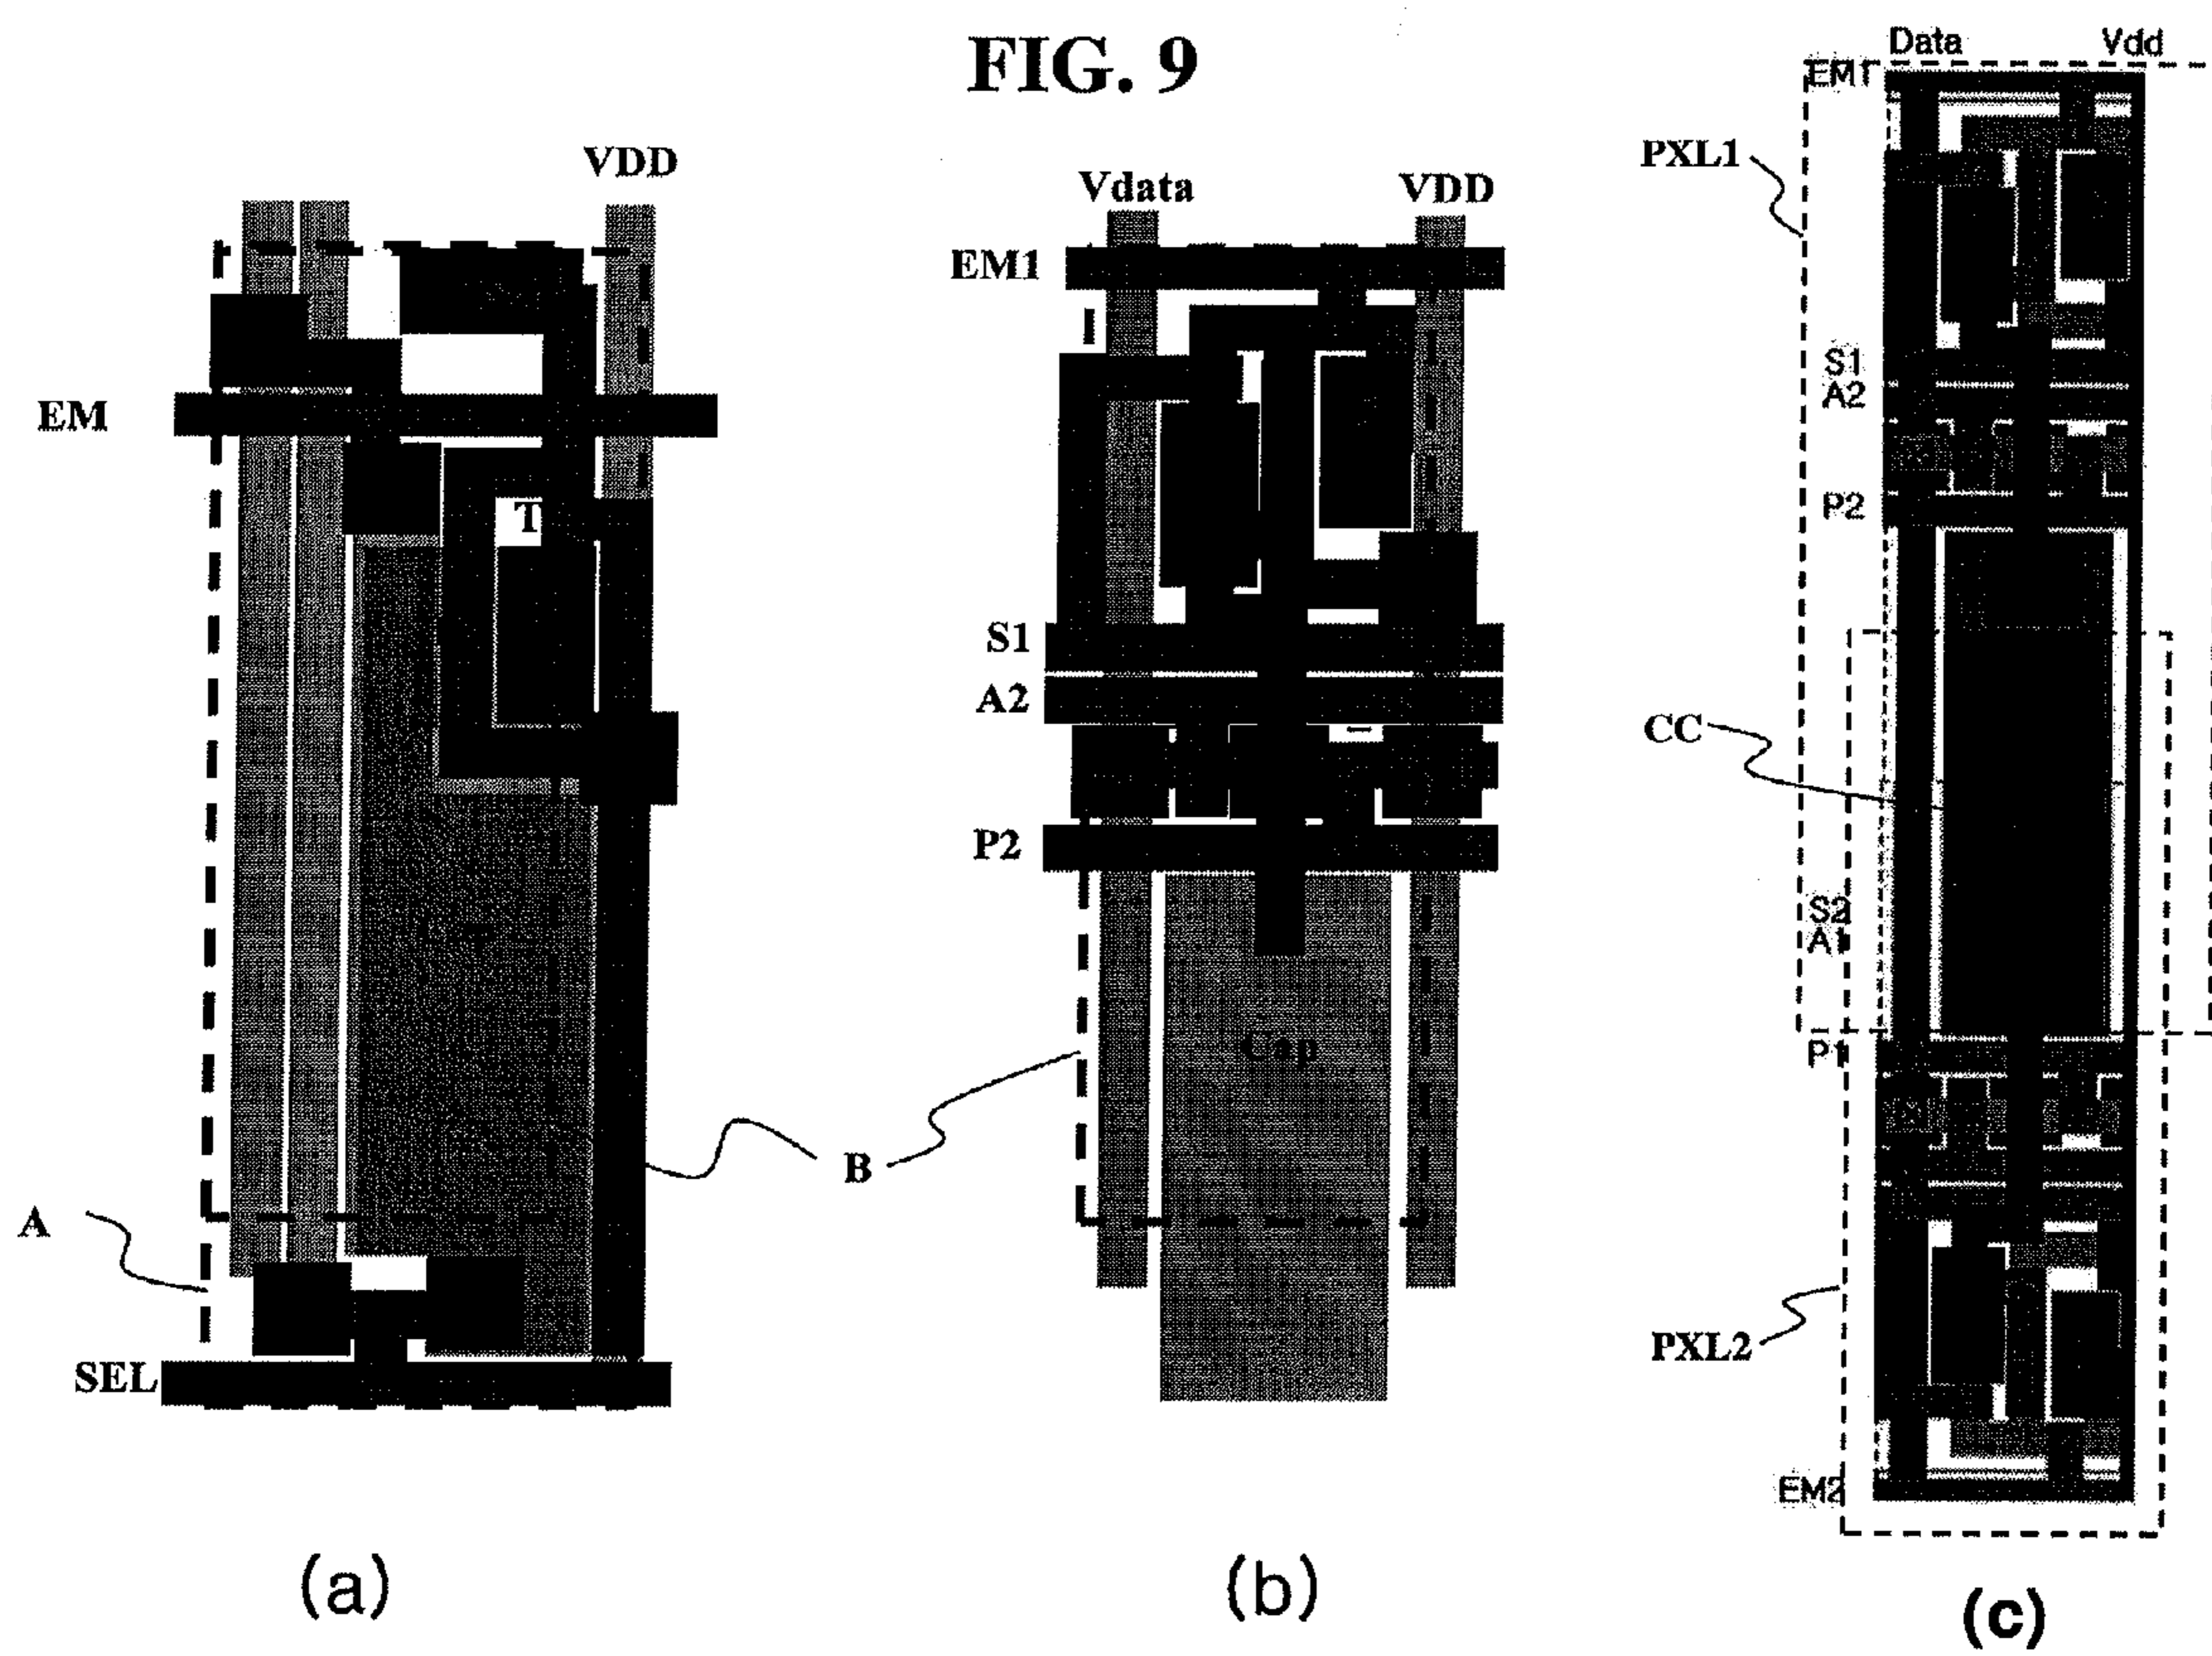 FIG. 9
VDD
EM
T
A
SEL
B
(a)
Vdata
VDD
EM1
S1
A2
P2
Cap
(b)
Data
Vdd
EM1
PXL1
S1
A2
P2
CC
S2
A1
P1
PXL2
EM2
(c)